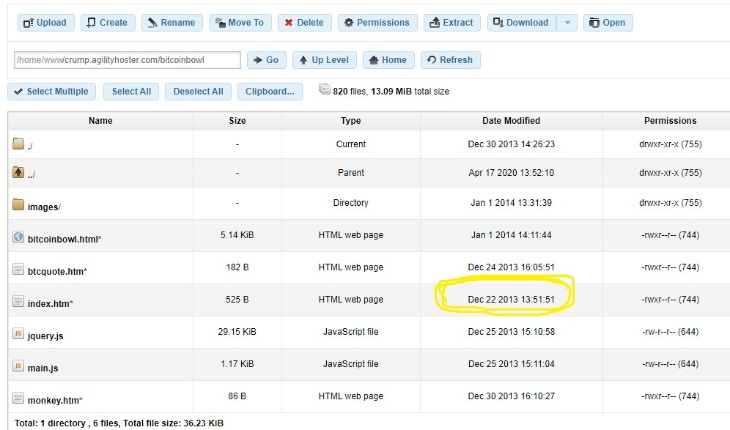 Upload Create Rename Move To Delete Permissions Extract Download Open
/home/www/crump.agilityhoster.com/bitcoinbowl Go Up Level Home Refresh
Select Multiple Select All Deselect All Clipboard... 820 files, 13.09 MiB total size
Name Size Type Date Modified Permissions
./ - Current Dec 30 2013 14:26:23 drwxr-xr-x (755)
../ - Parent Apr 17 2020 13:52:10 drwxr-xr-x (755)
images/ - Directory Jan 1 2014 13:31:39 drwxr-xr-x (755)
bitcoinbowl.html* 5.14 KiB HTML web page Jan 1 2014 14:11:44 -rwxr--r-- (744)
btcquote.htm* 182 B HTML web page Dec 24 2013 16:05:51 -rwxr--r-- (744)
index.htm* 525 B HTML web page Dec 22 2013 13:51:51 -rwxr--r-- (744)
JS jquery.js 29.15 KiB JavaScript file Dec 25 2013 15:10:58 -rw-r--r-- (644)
JS main.js 1.17 KiB JavaScript file Dec 25 2013 15:11:04 -rw-r--r-- (644)
monkey.htm* 86 B HTML web page Dec 30 2013 16:10:27 -rwxr--r-- (744)
Total: 1 directory , 6 files, Total file size: 36.23 KiB